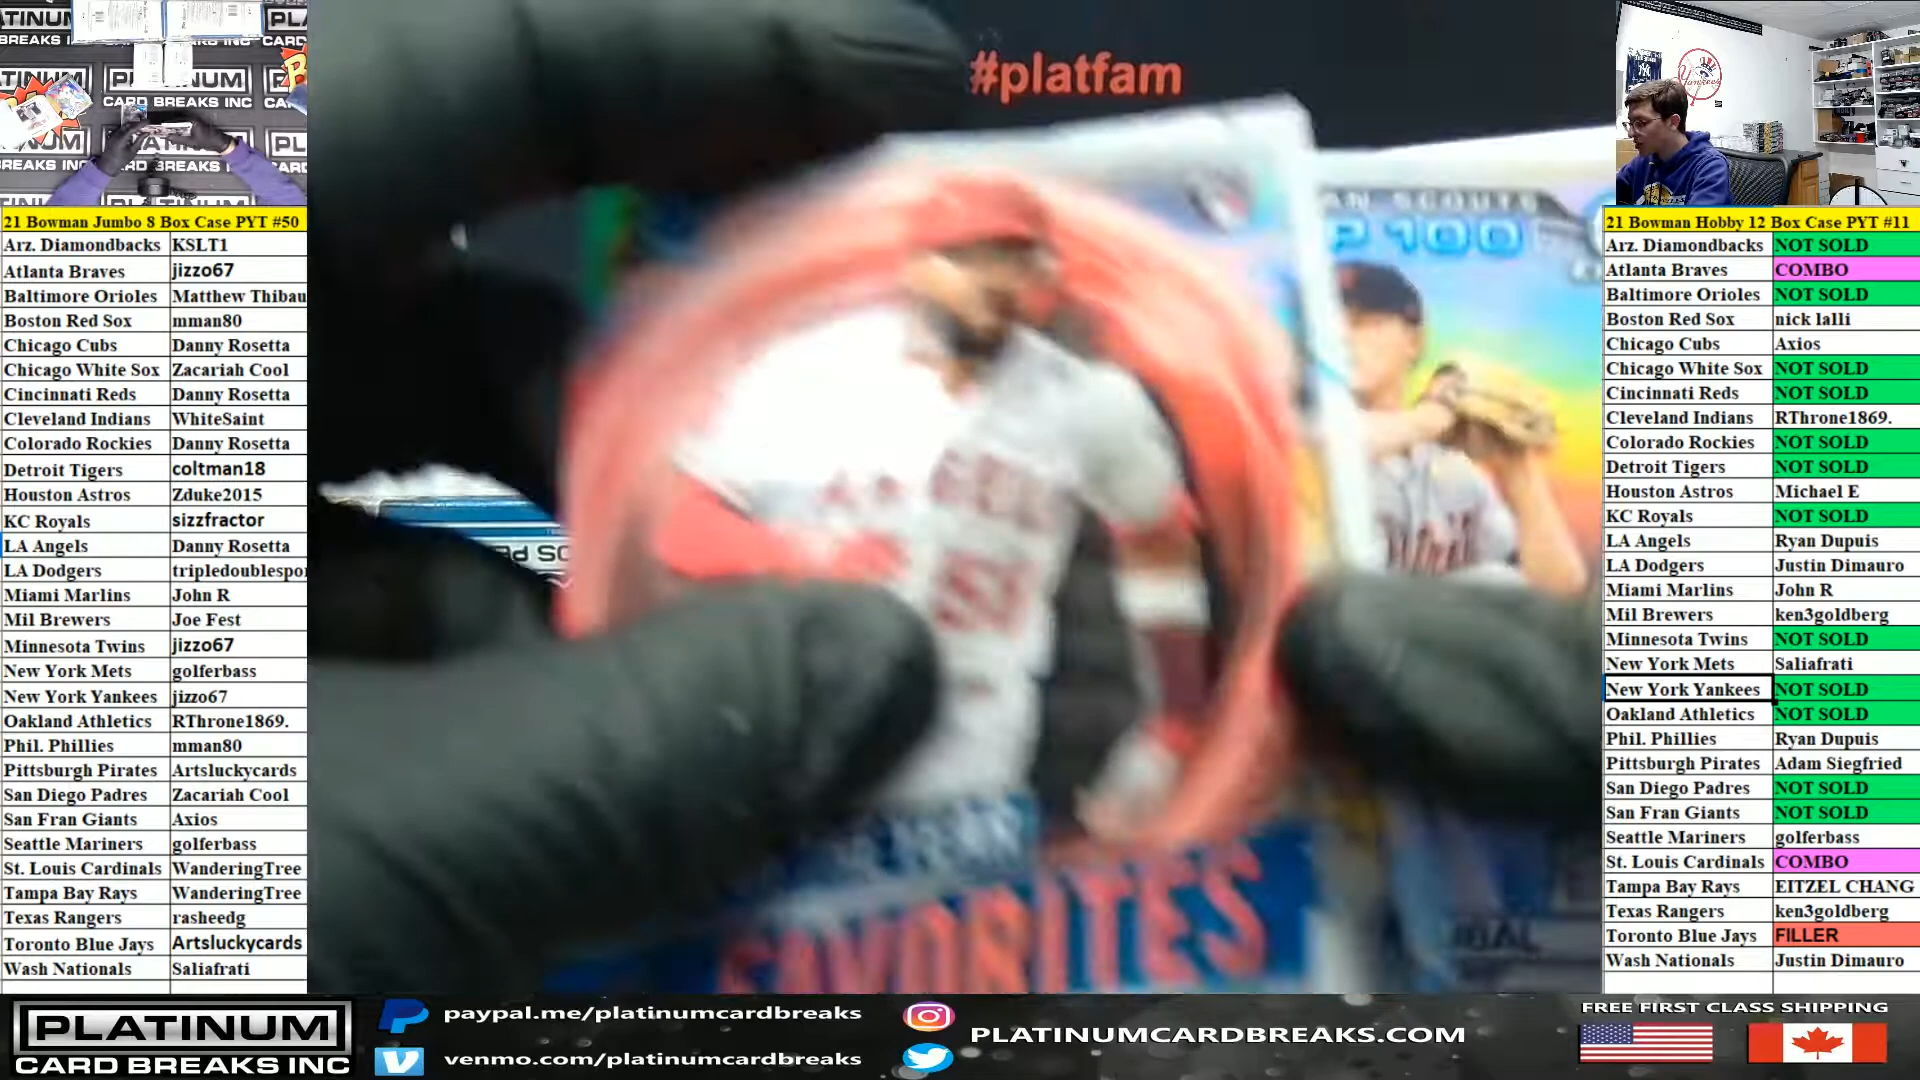 #platfam
21 Bowman Jumbo 8 Box Case PYT #50
Arz. Diamondbacks KSLT1
Atlanta Braves jizzo67
Baltimore Orioles Matthew Thibau
Boston Red Sox mman80
Chicago Cubs Danny Rosetta
Chicago White Sox Zacariah Cool
Cincinnati Reds Danny Rosetta
Cleveland Indians WhiteSaint
Colorado Rockies Danny Rosetta
Detroit Tigers coltman18
Houston Astros Zduke2015
KC Royals sizzfractor
LA Angels Danny Rosetta
LA Dodgers tripledoublespor
Miami Marlins John R
Mil Brewers Joe Fest
Minnesota Twins jizzo67
New York Mets golferbass
New York Yankees jizzo67
Oakland Athletics RThrone1869.
Phil. Phillies mman80
Pittsburgh Pirates Artsluckycards
San Diego Padres Zacariah Cool
San Fran Giants Axios
Seattle Mariners golferbass
St. Louis Cardinals WanderingTree
Tampa Bay Rays WanderingTree
Texas Rangers rasheedg
Toronto Blue Jays Artsluckycards
Wash Nationals Saliafrati
PLATINUM
CARD BREAKS INC
P 100
FAVORITES
21 Bowman Hobby 12 Box Case PYT #11
Arz. Diamondbacks NOT SOLD
Atlanta Braves COMBO
Baltimore Orioles NOT SOLD
Boston Red Sox nick lalli
Chicago Cubs Axios
Chicago White Sox NOT SOLD
Cincinnati Reds NOT SOLD
Cleveland Indians RThrone1869.
Colorado Rockies NOT SOLD
Detroit Tigers NOT SOLD
Houston Astros Michael E
KC Royals NOT SOLD
LA Angels Ryan Dupuis
LA Dodgers Justin Dimauro
Miami Marlins John R
Mil Brewers ken3goldberg
Minnesota Twins NOT SOLD
New York Mets Saliafrati
New York Yankees NOT SOLD
Oakland Athletics NOT SOLD
Phil. Phillies Ryan Dupuis
Pittsburgh Pirates Adam Siegfried
San Diego Padres NOT SOLD
San Fran Giants NOT SOLD
Seattle Mariners golferbass
St. Louis Cardinals COMBO
Tampa Bay Rays EITZEL CHANG
Texas Rangers ken3goldberg
Toronto Blue Jays FILLER
Wash Nationals Justin Dimauro
PLATINUM
CARD BREAKS INC
paypal.me/platinumcardbreaks
venmo.com/platinumcardbreaks
PLATINUMCARDBREAKS.COM
FREE FIRST CLASS SHIPPING